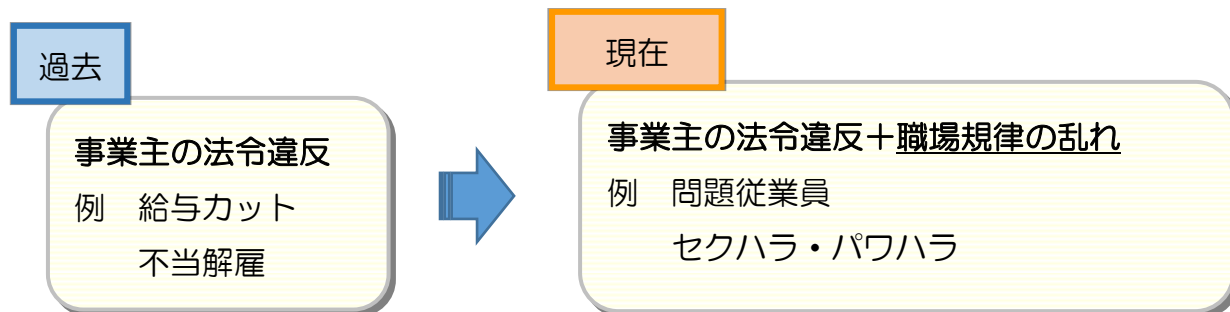 過去
事業主の法令違反
例　給与カット
不当解雇
現在
事業主の法令違反＋職場規律の乱れ
例　問題従業員
セクハラ・パワハラ